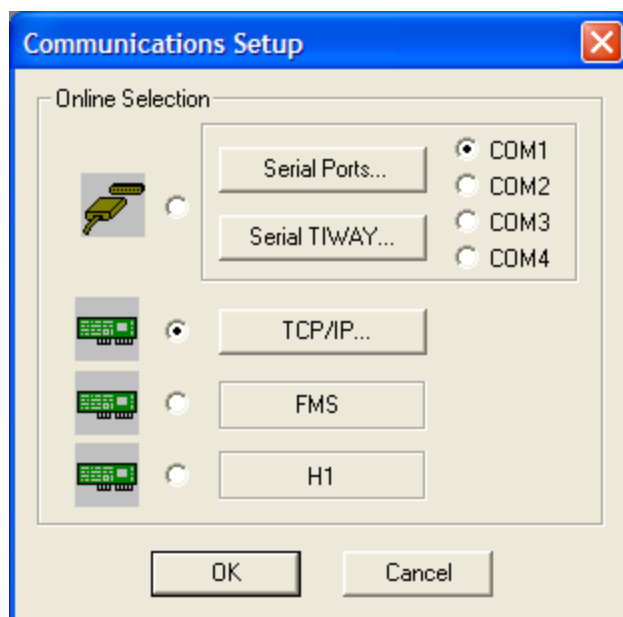 Communications Setup
Online Selection
Serial Ports...
COM1
COM2
Serial TIWAY...
COM3
COM4
TCP/IP...
FMS
H1
OK
Cancel